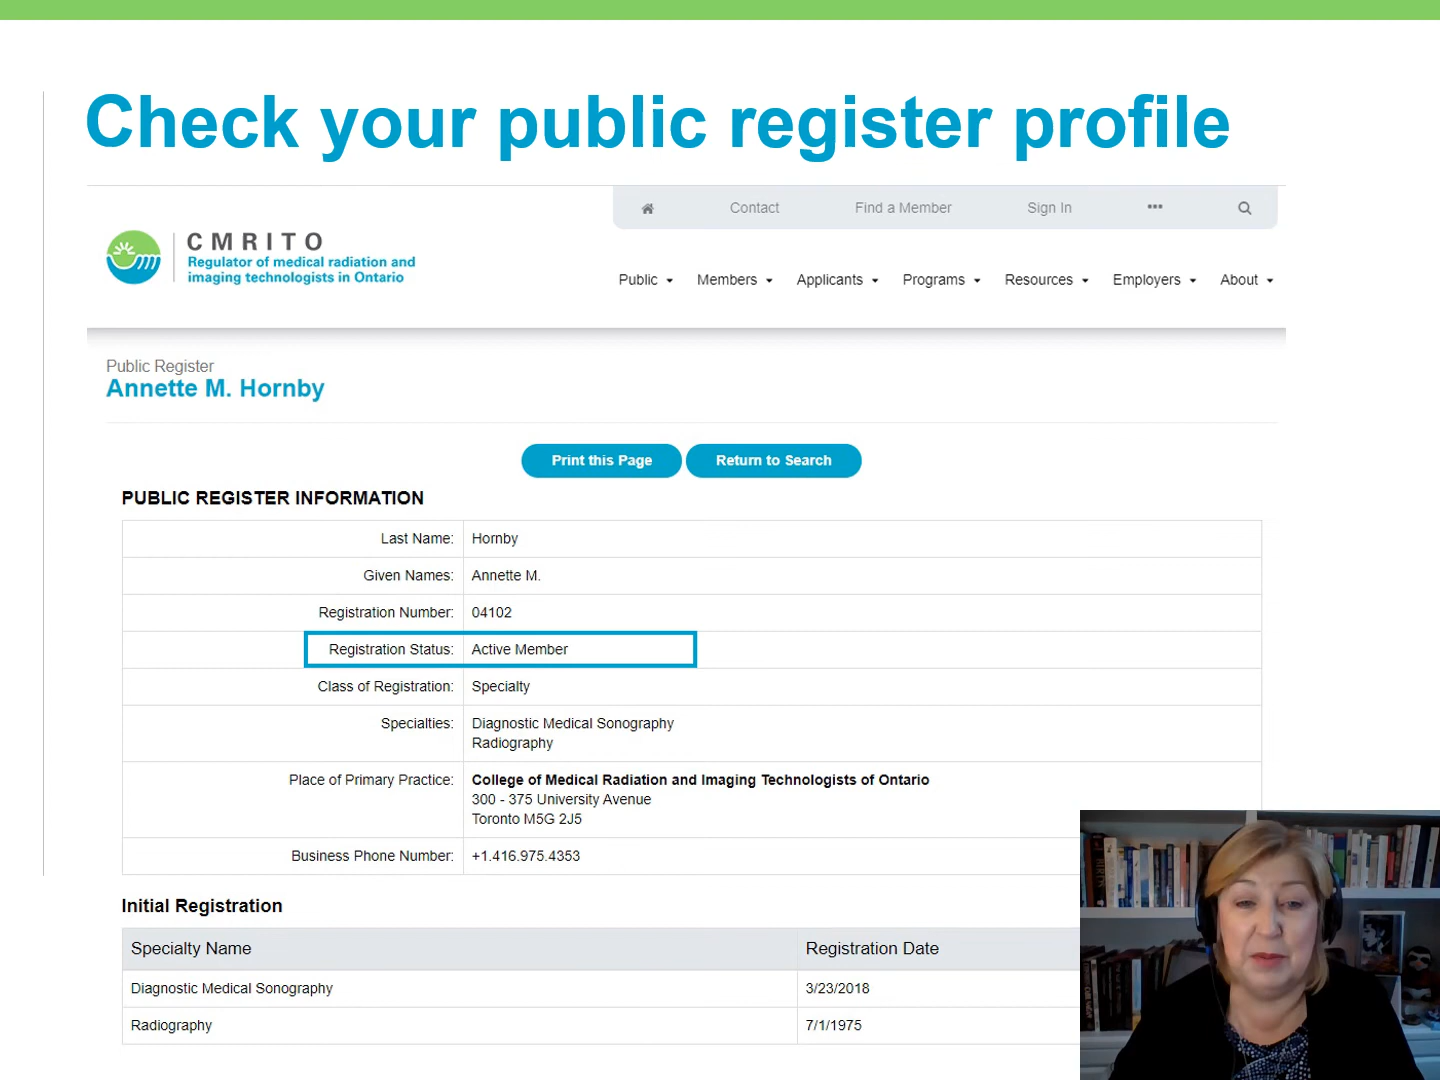 Check your public register profile
Contact
Find a Member
Sign In
CMRITO
Regulator of medical radiation and
imaging technologists in Ontario
Public
Members
Applicants
Programs
Resources
Employers
About
Public Register
Annette M. Hornby
Print this Page
Return to Search
PUBLIC REGISTER INFORMATION
Last Name: Hornby
Given Names: Annette M.
Registration Number: 04102
Registration Status: Active Member
Class of Registration: Specialty
Specialties: Diagnostic Medical Sonography
Radiography
Place of Primary Practice: College of Medical Radiation and Imaging Technologists of Ontario
300 - 375 University Avenue
Toronto M5G 2J5
Business Phone Number: +1.416.975.4353
Initial Registration
Specialty Name Registration Date
Diagnostic Medical Sonography 3/23/2018
Radiography 7/1/1975